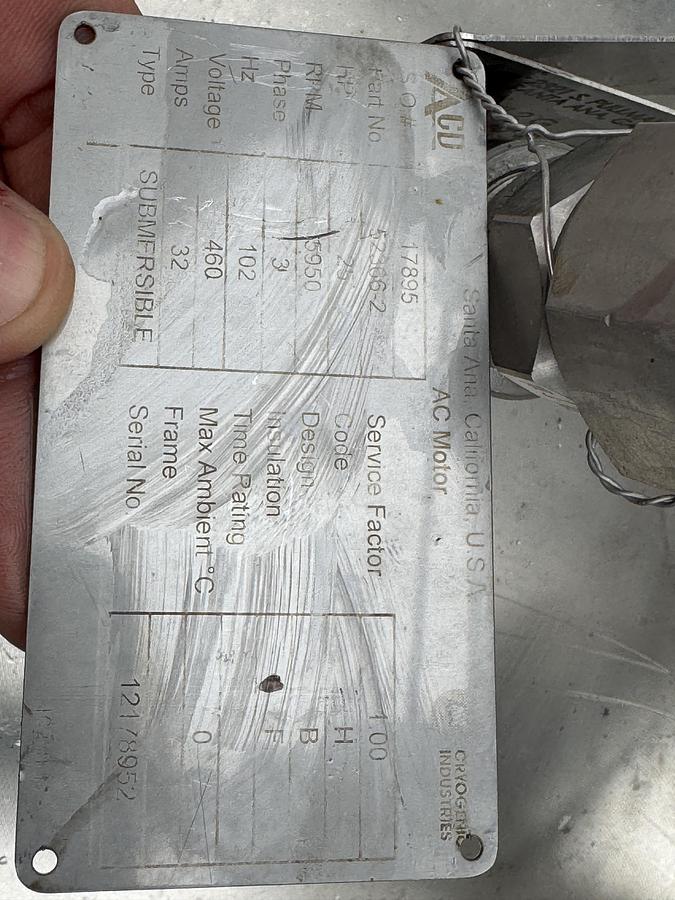 ACD
Santa Ana, California, U.S.A.
CRYOGENIC
INDUSTRIES
AC Motor
S.O.# 17895
Part No 52366-2
HP 25
RPM 5950
Phase 3
Hz 102
Voltage 460
Amps 32
Type SUBMERSIBLE
Service Factor 1.00
Code H
Design B
Insulation F
Time Rating
Max Ambient °C 0
Frame
Serial No 12178952